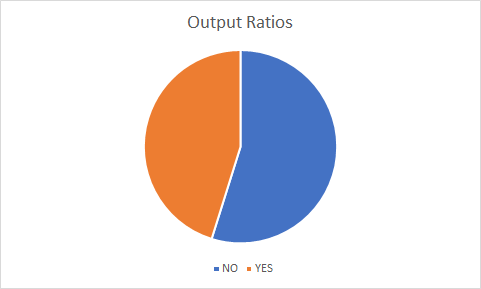 Output Ratios
NO YES